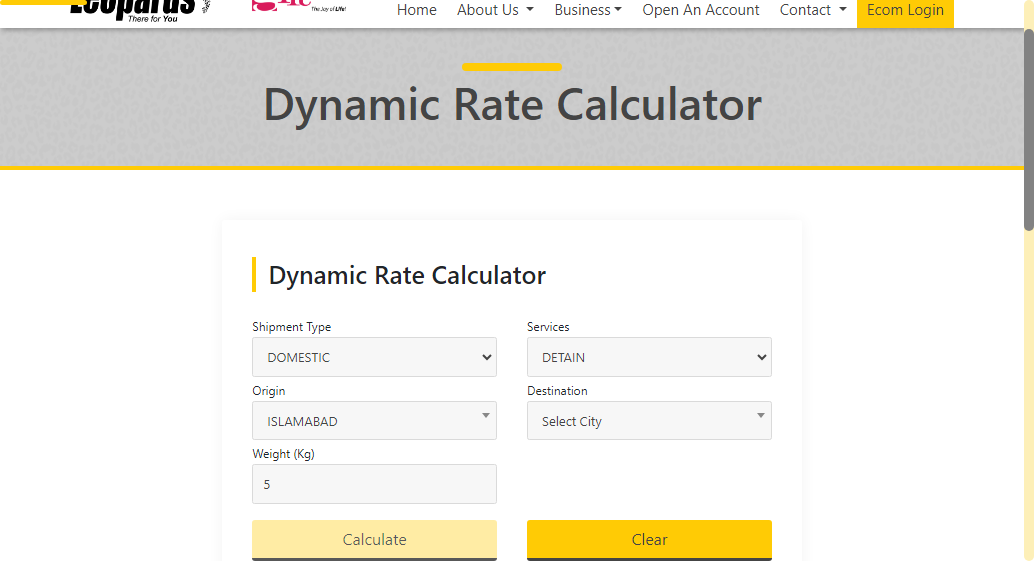 Leopards
There for You
The Joy of Life!
Home About Us Business Open An Account Contact Ecom Login
Dynamic Rate Calculator
Dynamic Rate Calculator
Shipment Type Services
DOMESTIC DETAIN
Origin Destination
ISLAMABAD Select City
Weight (Kg)
5
Calculate Clear